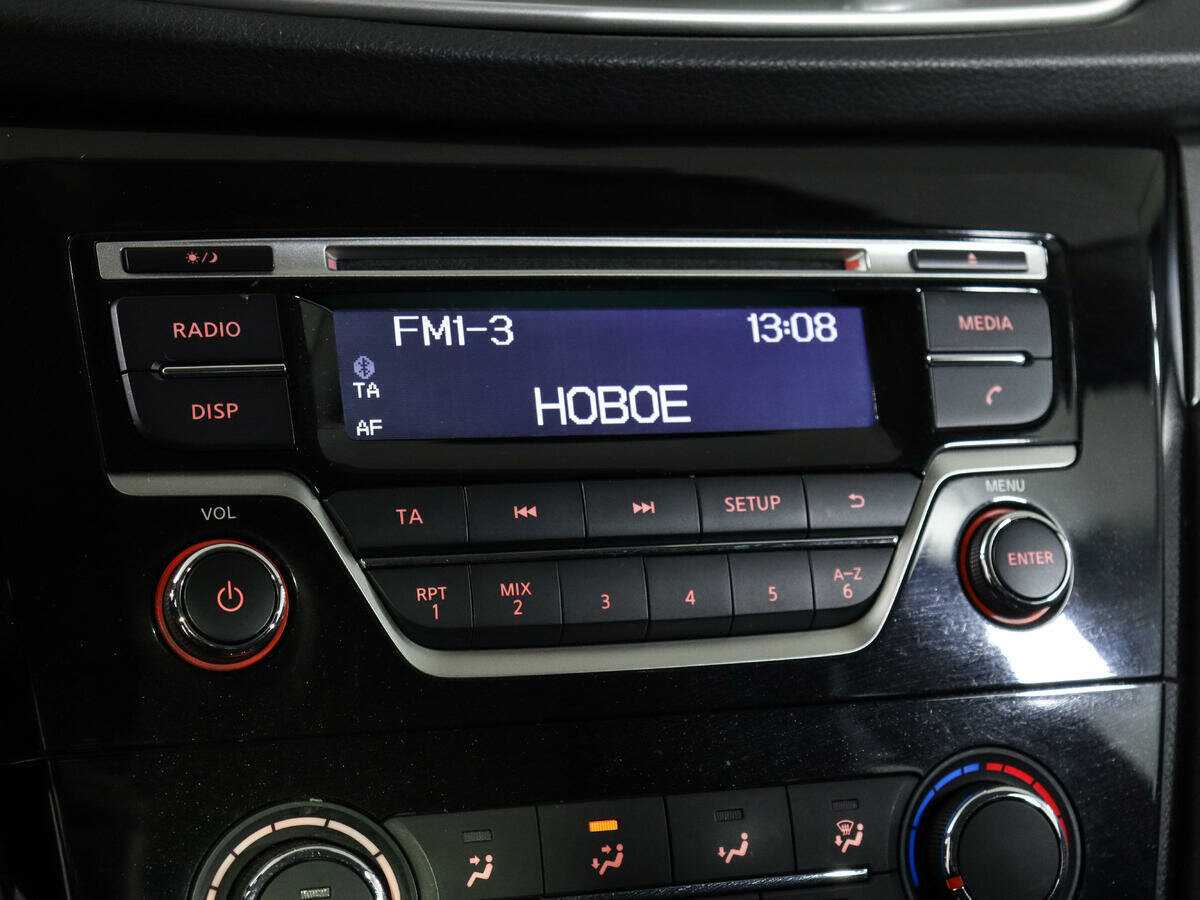 RADIO
DISP
FM1-3 13:08
TA
AF
НОВОЕ
MEDIA
VOL
TA
SETUP
MENU
ENTER
RPT 1
MIX 2
3
4
5
A-Z 6